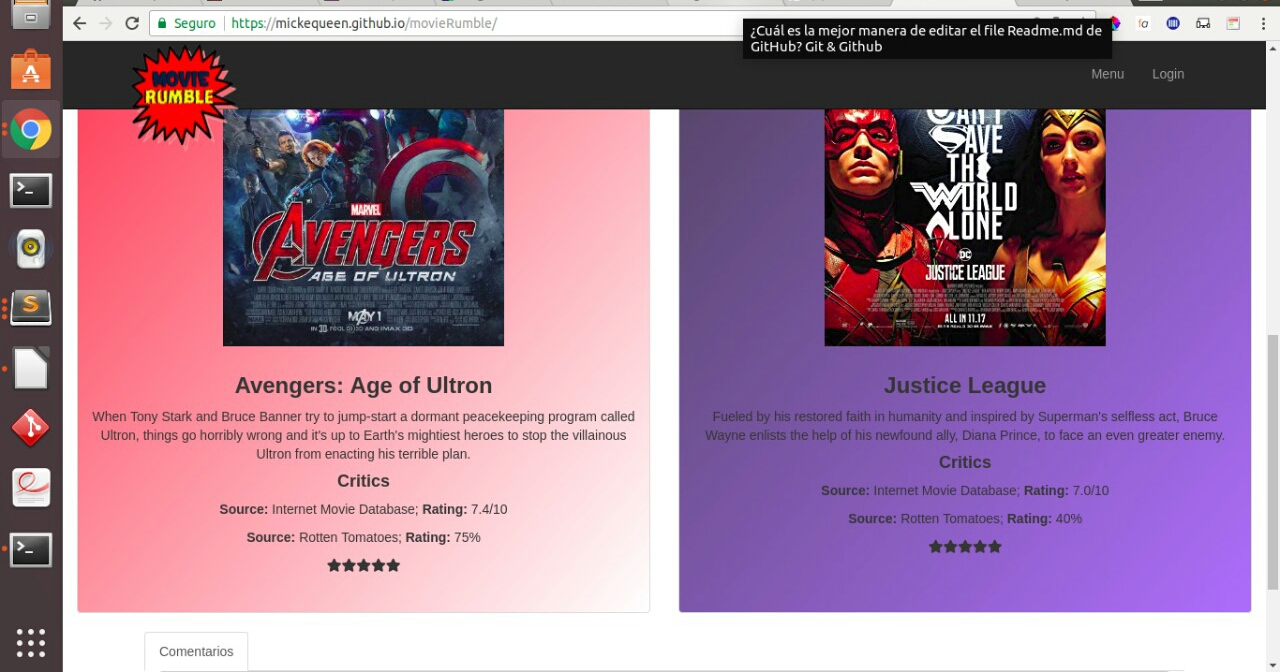 Seguro
https://mickequeen.github.io/movieRumble/
¿Cuál es la mejor manera de editar el file Readme.md de
GitHub? Git & Github
MOVIE
RUMBLE
Menu
Login
MARVEL
AVENGERS
AGE OF ULTRON
MAY 1
CAN'T
SAVE
THE
WORLD
ALONE
DC
JUSTICE LEAGUE
ALL IN 11.17
Avengers: Age of Ultron
When Tony Stark and Bruce Banner try to jump-start a dormant peacekeeping program called
Ultron, things go horribly wrong and it's up to Earth's mightiest heroes to stop the villainous
Ultron from enacting his terrible plan.
Critics
Source: Internet Movie Database; Rating: 7.4/10
Source: Rotten Tomatoes; Rating: 75%
Justice League
Fueled by his restored faith in humanity and inspired by Superman's selfless act, Bruce
Wayne enlists the help of his newfound ally, Diana Prince, to face an even greater enemy.
Critics
Source: Internet Movie Database; Rating: 7.0/10
Source: Rotten Tomatoes; Rating: 40%
Comentarios